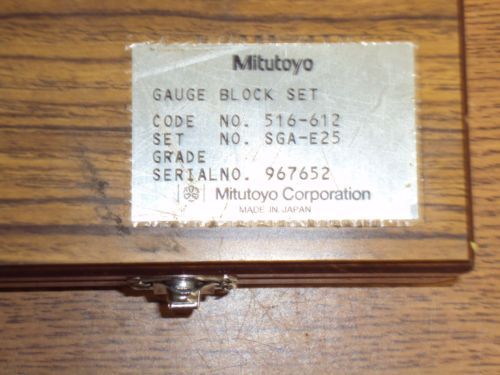 Mitutoyo
GAUGE BLOCK SET
CODE NO. 516-612
SET NO. SGA-E25
GRADE
SERIALNO. 967652
Mitutoyo Corporation
MADE IN JAPAN